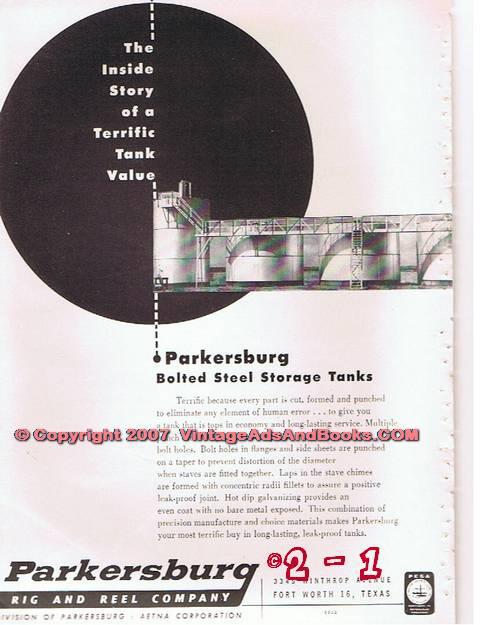 The
Inside
Story
of a
Terrific
Tank
Value
Parkersburg
Bolted Steel Storage Tanks
Terrific because every part is cut, formed and punched
to eliminate any element of human error . . . to give you
a tank that is tops in economy and long-lasting service. Multiple
© Copyright 2007 VintageAdsAndBooks.COM
bolt holes. Bolt holes in flanges and side sheets are punched
on a taper to prevent distortion of the diameter
when staves are fitted together. Laps in the stave chimes
are formed with concentric radii fillets to assure a positive
leak-proof joint. Hot dip galvanizing provides an
even coat with no bare metal exposed. This combination of
precision manufacture and choice materials makes Parkersburg
your most terrific buy in long-lasting, leak-proof tanks.
Parkersburg
RIG AND REEL COMPANY
DIVISION OF PARKERSBURG - AETNA CORPORATION
© 2 - 1
WINTHROP AVENUE
FORT WORTH 16, TEXAS
PESA